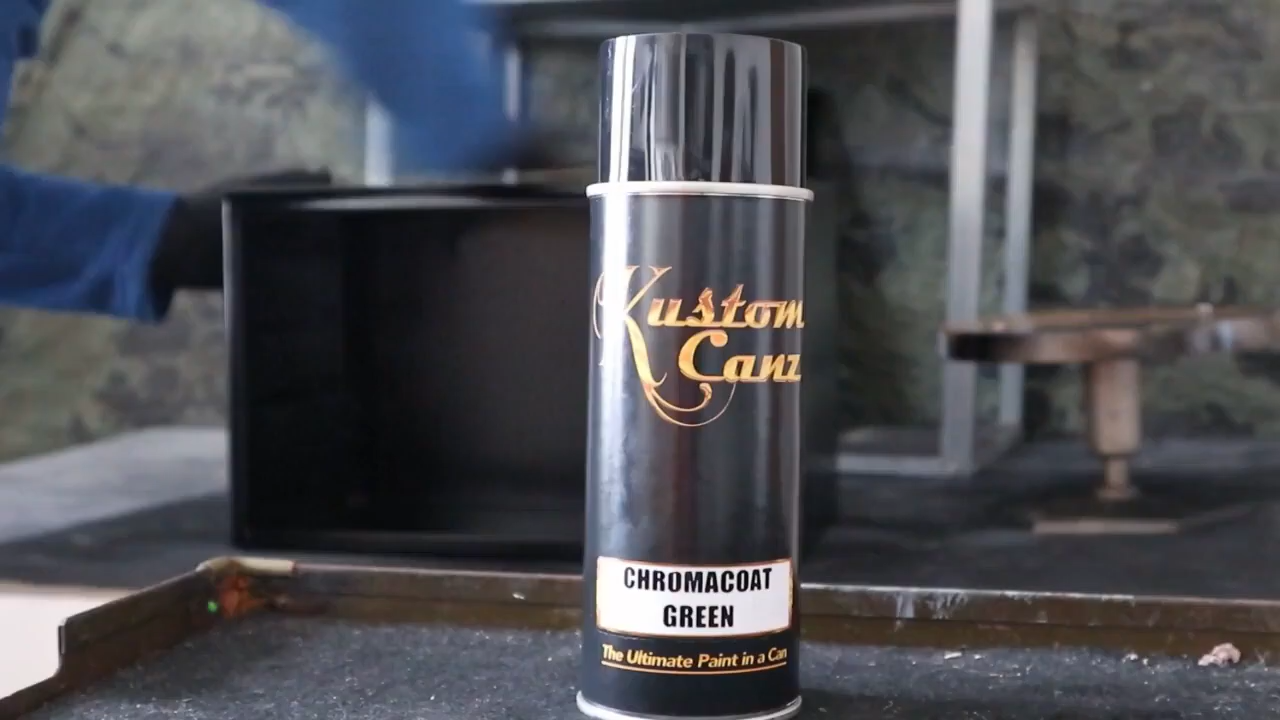 Kustom
Canz
CHROMACOAT
GREEN
The Ultimate Paint in a Can